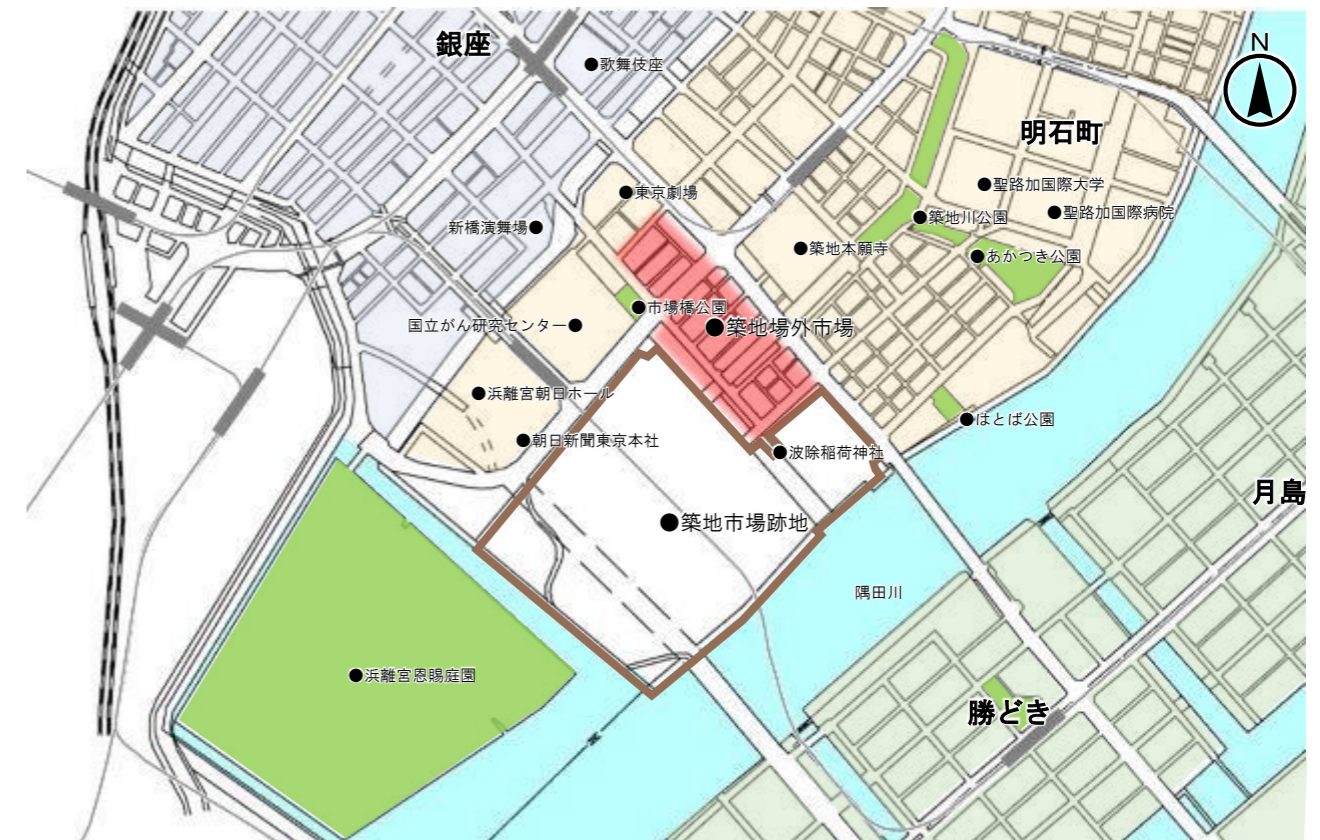 銀座
●歌舞伎座
N
明石町
●東京劇場
●聖路加国際大学
新橋演舞場●
●築地川公園
●聖路加国際病院
●築地本願寺
●あかつき公園
●市場橋公園
国立がん研究センター●
●築地場外市場
●浜離宮朝日ホール
●はとば公園
●朝日新聞東京本社
●波除稲荷神社
月島
●築地市場跡地
隅田川
●浜離宮恩賜庭園
勝どき